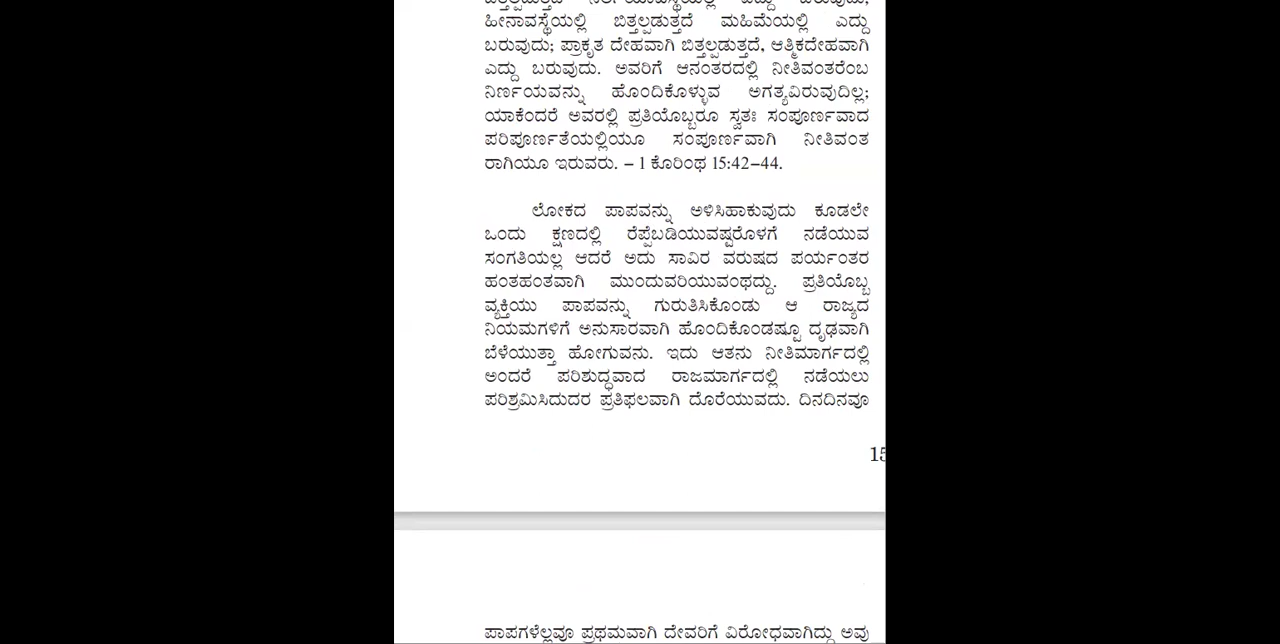 ಹೀನಾವಸ್ಥೆಯಲ್ಲಿ ಬಿತ್ತಲ್ಪಡುತ್ತದೆ ಮಹಿಮೆಯಲ್ಲಿ ಎದ್ದು
ಬರುವುದು; ಪ್ರಾಕೃತ ದೇಹವಾಗಿ ಬಿತ್ತಲ್ಪಡುತ್ತದೆ, ಆತ್ಮಿಕದೇಹವಾಗಿ
ಎದ್ದು ಬರುವುದು. ಅವರಿಗೆ ಆನಂತರದಲ್ಲಿ ನೀತಿವಂತರೆಂಬ
ನಿರ್ಣಯವನ್ನು ಹೊಂದಿಕೊಳ್ಳುವ ಅಗತ್ಯವಿರುವುದಿಲ್ಲ;
ಯಾಕೆಂದರೆ ಅವರಲ್ಲಿ ಪ್ರತಿಯೊಬ್ಬರೂ ಸ್ವತಃ ಸಂಪೂರ್ಣವಾದ
ಪರಿಪೂರ್ಣತೆಯಲ್ಲಿಯೂ ಸಂಪೂರ್ಣವಾಗಿ ನೀತಿವಂತ
ರಾಗಿಯೂ ಇರುವರು. – 1 ಕೊರಿಂಥ 15:42–44.
ಲೋಕದ ಪಾಪವನ್ನು ಅಳಿಸಿಹಾಕುವುದು ಕೂಡಲೇ
ಒಂದು ಕ್ಷಣದಲ್ಲಿ ರೆಪ್ಪೆಬಡಿಯುವಷ್ಟರೊಳಗೆ ನಡೆಯುವ
ಸಂಗತಿಯಲ್ಲ ಆದರೆ ಅದು ಸಾವಿರ ವರುಷದ ಪರ್ಯಂತರ
ಹಂತಹಂತವಾಗಿ ಮುಂದುವರಿಯುವಂಥದ್ದು. ಪ್ರತಿಯೊಬ್ಬ
ವ್ಯಕ್ತಿಯು ಪಾಪವನ್ನು ಗುರುತಿಸಿಕೊಂಡು ಆ ರಾಜ್ಯದ
ನಿಯಮಗಳಿಗೆ ಅನುಸಾರವಾಗಿ ಹೊಂದಿಕೊಂಡಷ್ಟೂ ದೃಢವಾಗಿ
ಬೆಳೆಯುತ್ತಾ ಹೋಗುವನು. ಇದು ಆತನು ನೀತಿಮಾರ್ಗದಲ್ಲಿ
ಅಂದರೆ ಪರಿಶುದ್ಧವಾದ ರಾಜಮಾರ್ಗದಲ್ಲಿ ನಡೆಯಲು
ಪರಿಶ್ರಮಿಸಿದುದರ ಪ್ರತಿಫಲವಾಗಿ ದೊರೆಯುವದು. ದಿನದಿನವೂ
15
ಪಾಪಗಳೆಲ್ಲವೂ ಪ್ರಥಮವಾಗಿ ದೇವರಿಗೆ ವಿರೋಧವಾಗಿದ್ದು ಅವು